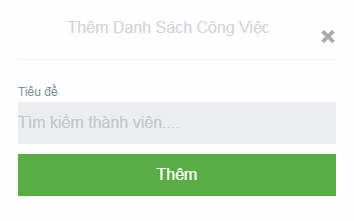 Thêm Danh Sách Công Việc
Tiêu đề
Tìm kiếm thành viên....
Thêm